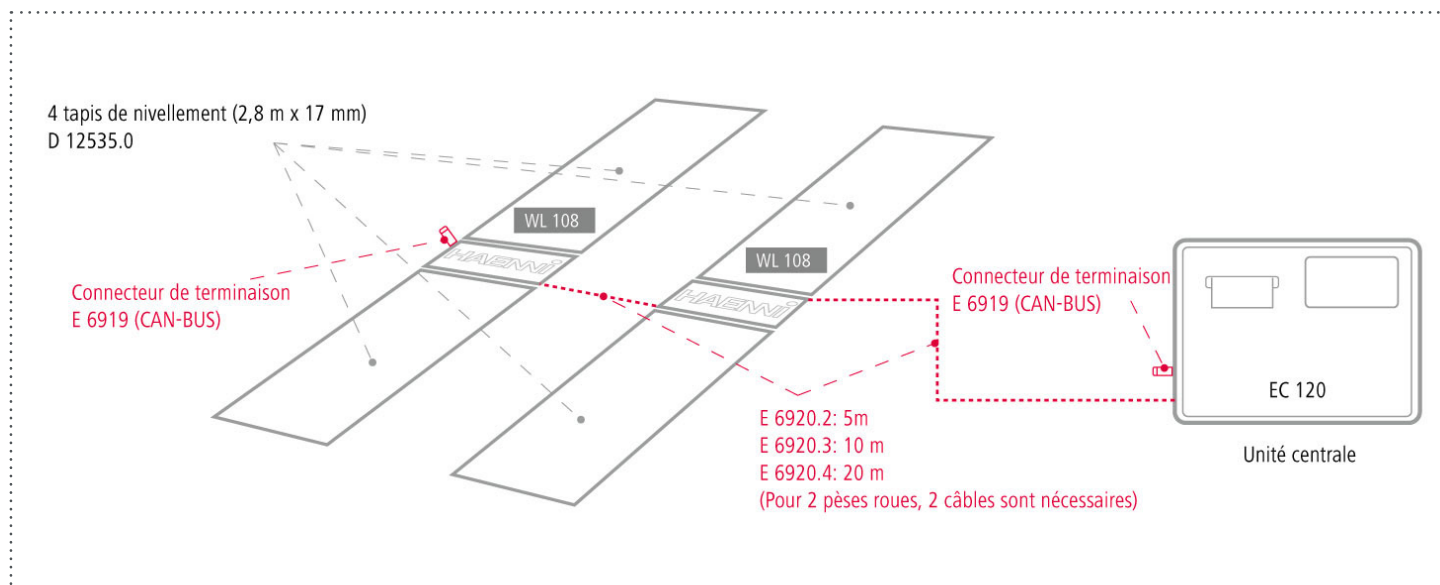 4 tapis de nivellement (2,8 m x 17 mm)
D 12535.0
WL 108
HAENNI
Connecteur de terminaison
E 6919 (CAN-BUS)
WL 108
HAENNI
Connecteur de terminaison
E 6919 (CAN-BUS)
EC 120
Unité centrale
E 6920.2: 5m
E 6920.3: 10 m
E 6920.4: 20 m
(Pour 2 pèses roues, 2 câbles sont nécessaires)